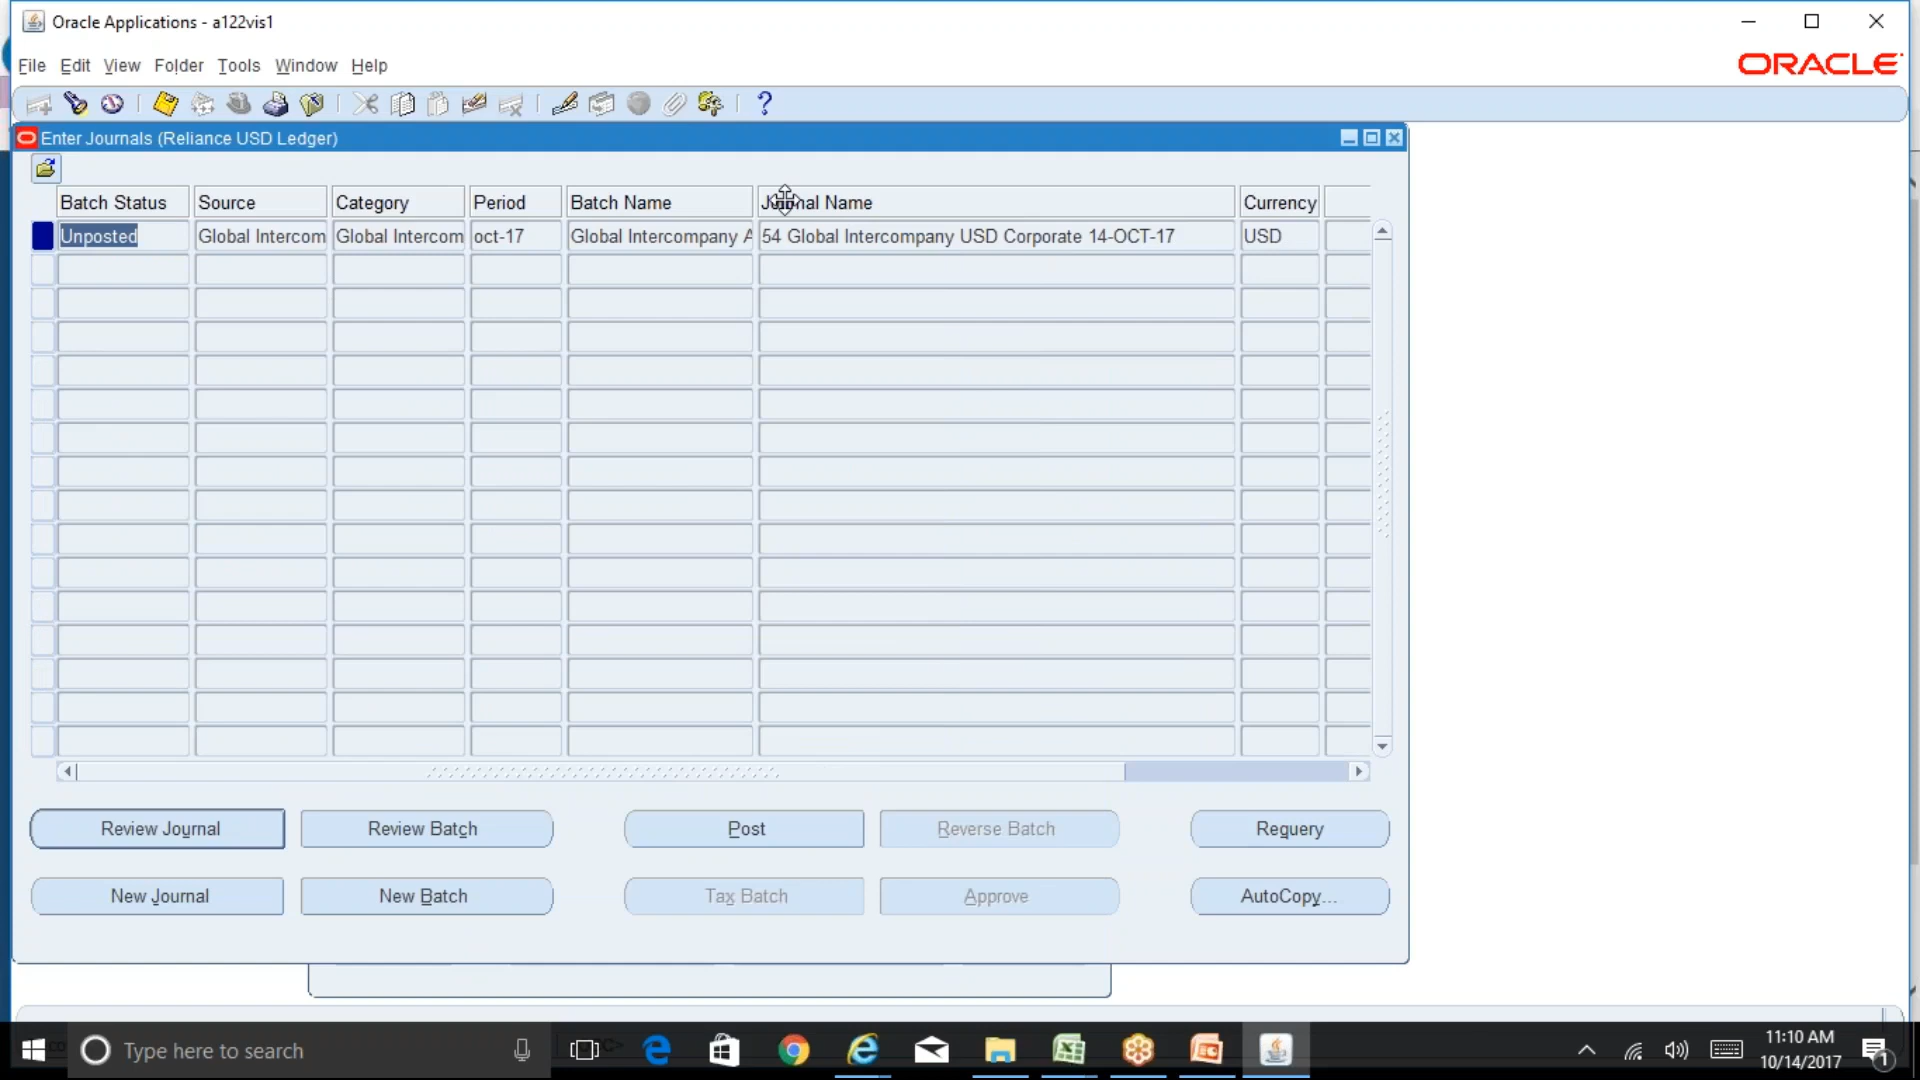 Oracle Applications - a122vis1
File Edit View Folder Tools Window Help
ORACLE
Enter Journals (Reliance USD Ledger)
Batch Status Source Category Period Batch Name Journal Name Currency
Unposted Global Intercom Global Intercom oct-17 Global Intercompany A 54 Global Intercompany USD Corporate 14-OCT-17 USD
Review Journal Review Batch Post Reverse Batch Requery
New Journal New Batch Tax Batch Approve AutoCopy...
Type here to search
11:10 AM
10/14/2017
1